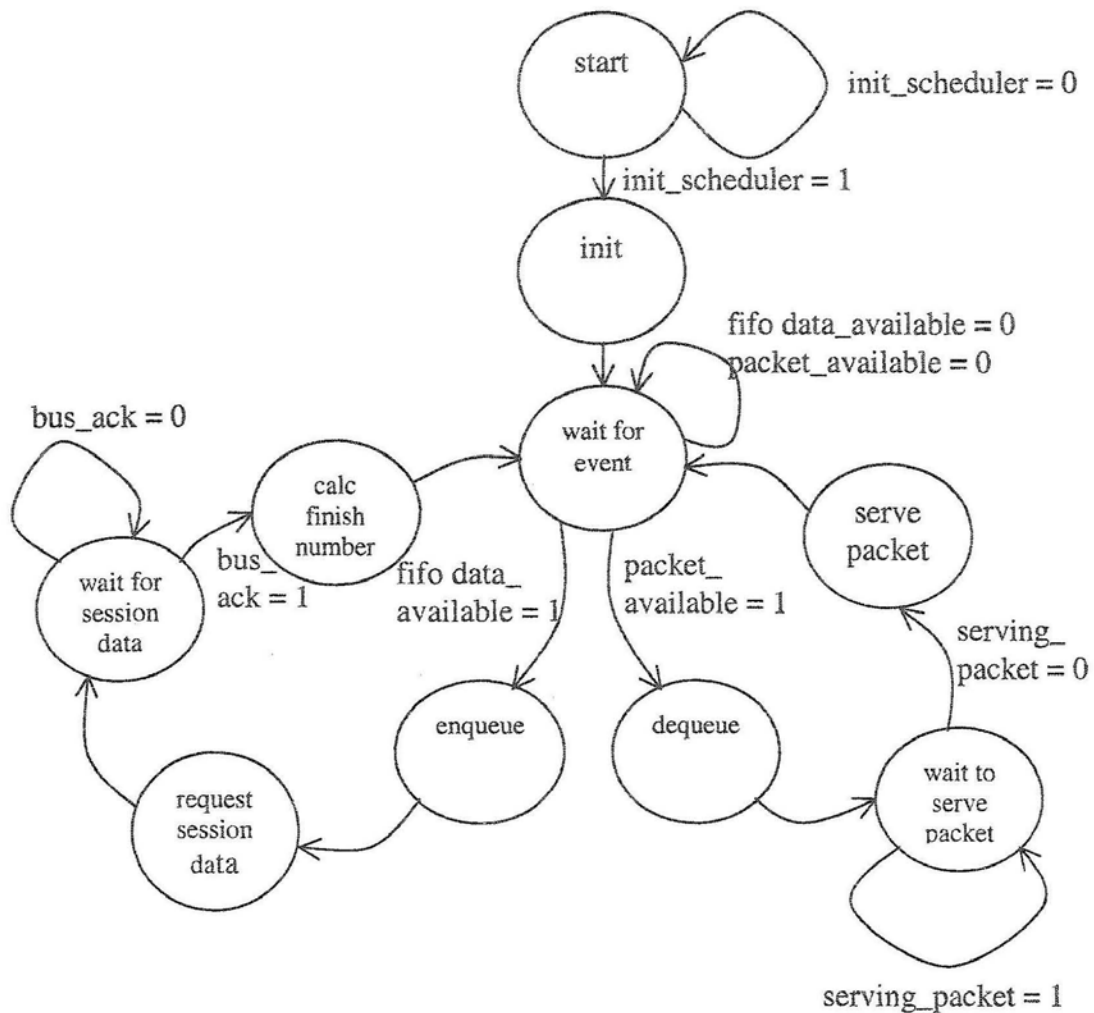 start
init_scheduler = 0
init_scheduler = 1
init
fifo data_available = 0
packet_available = 0
wait for
event
bus_ack = 0
calc
finish
number
bus_
ack = 1
wait for
session
data
fifo data_
available = 1
packet_
available = 1
serve
packet
serving_
packet = 0
enqueue
dequeue
request
session
data
wait to
serve
packet
serving_packet = 1